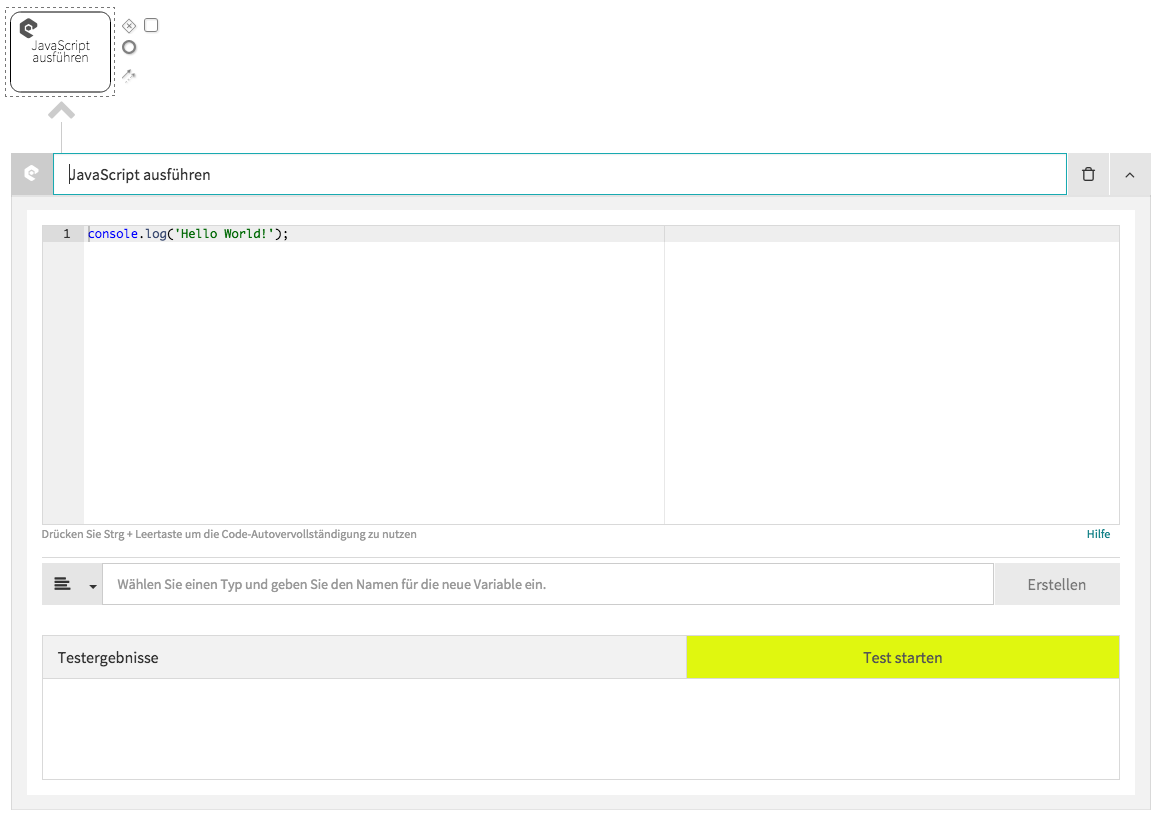 JavaScript
ausführen
JavaScript ausführen
1 console.log('Hello World!');
Drücken Sie Strg + Leertaste um die Code-Autovervollständigung zu nutzen
Hilfe
Wählen Sie einen Typ und geben Sie den Namen für die neue Variable ein.
Erstellen
Testergebnisse
Test starten